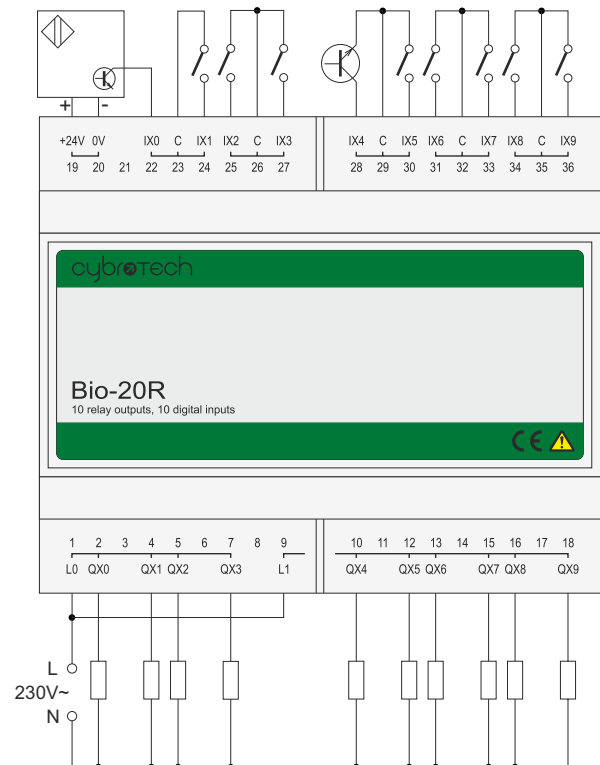 + -
+24V 0V IX0 C IX1 IX2 C IX3 IX4 C IX5 IX6 C IX7 IX8 C IX9
19 20 21 22 23 24 25 26 27 28 29 30 31 32 33 34 35 36
cybrotech
Bio-20R
10 relay outputs, 10 digital inputs
CE
1 2 3 4 5 6 7 8 9 10 11 12 13 14 15 16 17 18
L0 QX0 QX1 QX2 QX3 L1 QX4 QX5 QX6 QX7 QX8 QX9
L
230V~
N